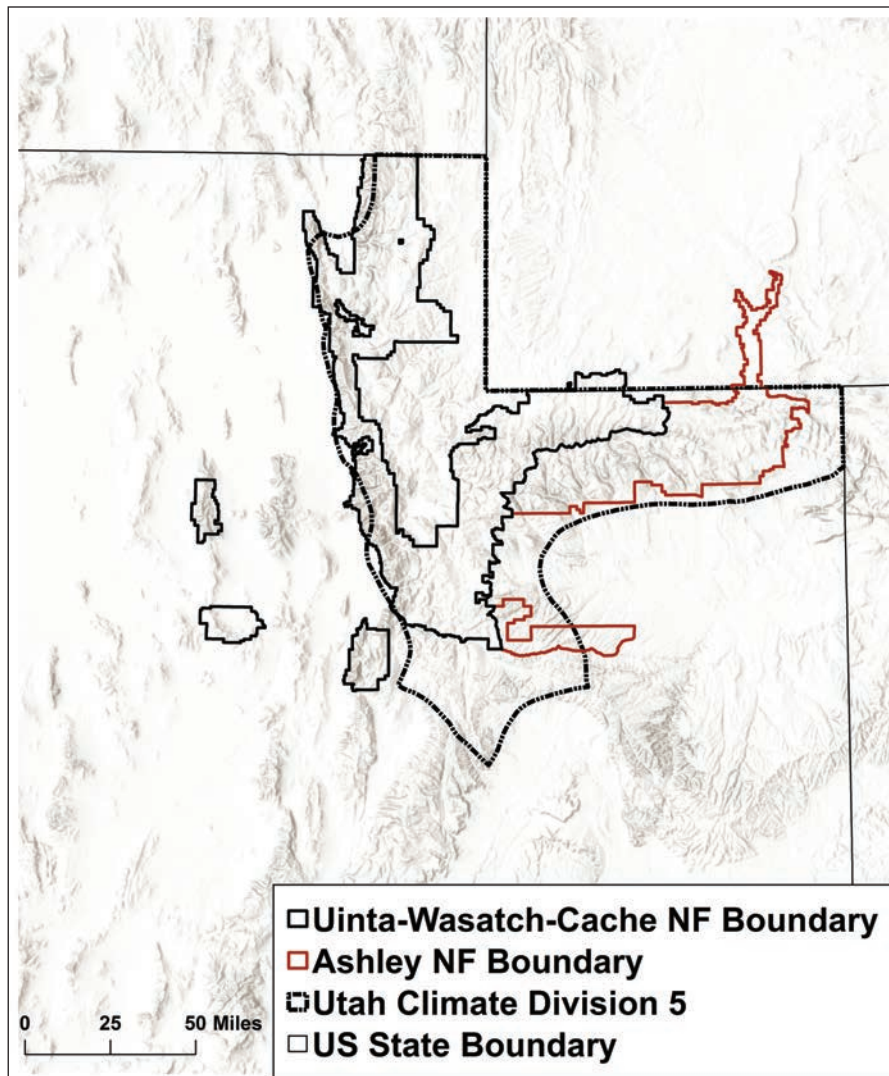 Uinta-Wasatch-Cache NF Boundary
Ashley NF Boundary
Utah Climate Division 5
US State Boundary
0 25 50 Miles